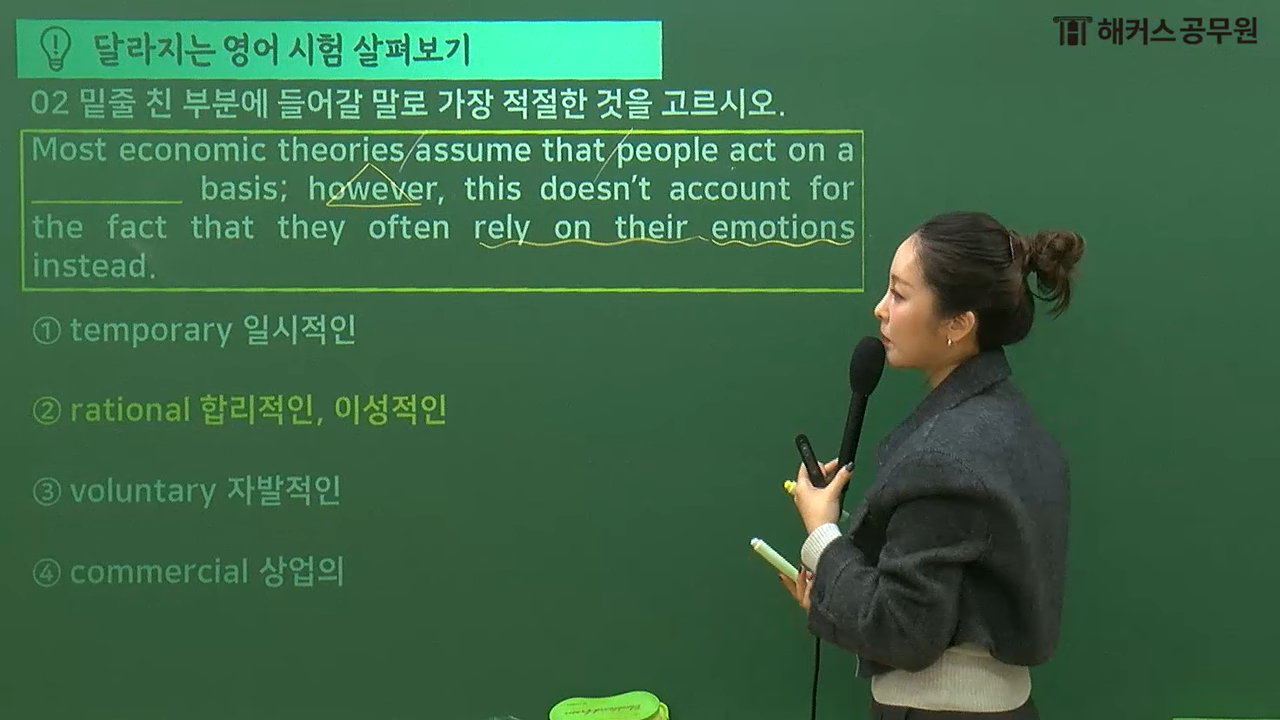 해커스공무원
달라지는 영어 시험 살펴보기
02 밑줄 친 부분에 들어갈 말로 가장 적절한 것을 고르시오.
Most economic theories assume that people act on a
__________ basis; however, this doesn't account for
the fact that they often rely on their emotions
instead.
① temporary 일시적인
② rational 합리적인, 이성적인
③ voluntary 자발적인
④ commercial 상업의